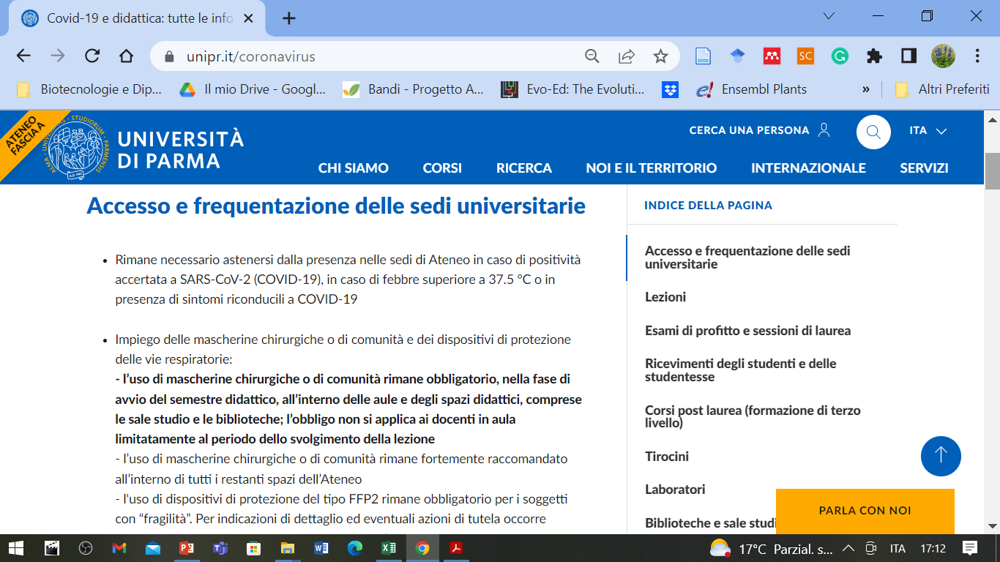 Covid-19 e didattica: tutte le info
unipr.it/coronavirus
SC
Biotecnologie e Dip...
Il mio Drive - Googl...
Bandi - Progetto A...
Evo-Ed: The Evoluti...
Ensembl Plants
»
Altri Preferiti
ATENEO
FASCIA A
UNIVERSITÀ
DI PARMA
CERCA UNA PERSONA
ITA
CHI SIAMO
CORSI
RICERCA
NOI E IL TERRITORIO
INTERNAZIONALE
SERVIZI
Accesso e frequentazione delle sedi universitarie
• Rimane necessario astenersi dalla presenza nelle sedi di Ateneo in caso di positività
accertata a SARS-CoV-2 (COVID-19), in caso di febbre superiore a 37.5 °C o in
presenza di sintomi riconducili a COVID-19
• Impiego delle mascherine chirurgiche o di comunità e dei dispositivi di protezione
delle vie respiratorie:
- l’uso di mascherine chirurgiche o di comunità rimane obbligatorio, nella fase di
avvio del semestre didattico, all’interno delle aule e degli spazi didattici, comprese
le sale studio e le biblioteche; l’obbligo non si applica ai docenti in aula
limitatamente al periodo dello svolgimento della lezione
- l’uso di mascherine chirurgiche o di comunità rimane fortemente raccomandato
all’interno di tutti i restanti spazi dell’Ateneo
- l'uso di dispositivi di protezione del tipo FFP2 rimane obbligatorio per i soggetti
con “fragilità”. Per indicazioni di dettaglio ed eventuali azioni di tutela occorre
INDICE DELLA PAGINA
Accesso e frequentazione delle sedi
universitarie
Lezioni
Esami di profitto e sessioni di laurea
Ricevimenti degli studenti e delle
studentesse
Corsi post laurea (formazione di terzo
livello)
Tirocini
Laboratori
Biblioteche e sale studi
PARLA CON NOI
17°C Parzial. s...
ITA
17:12